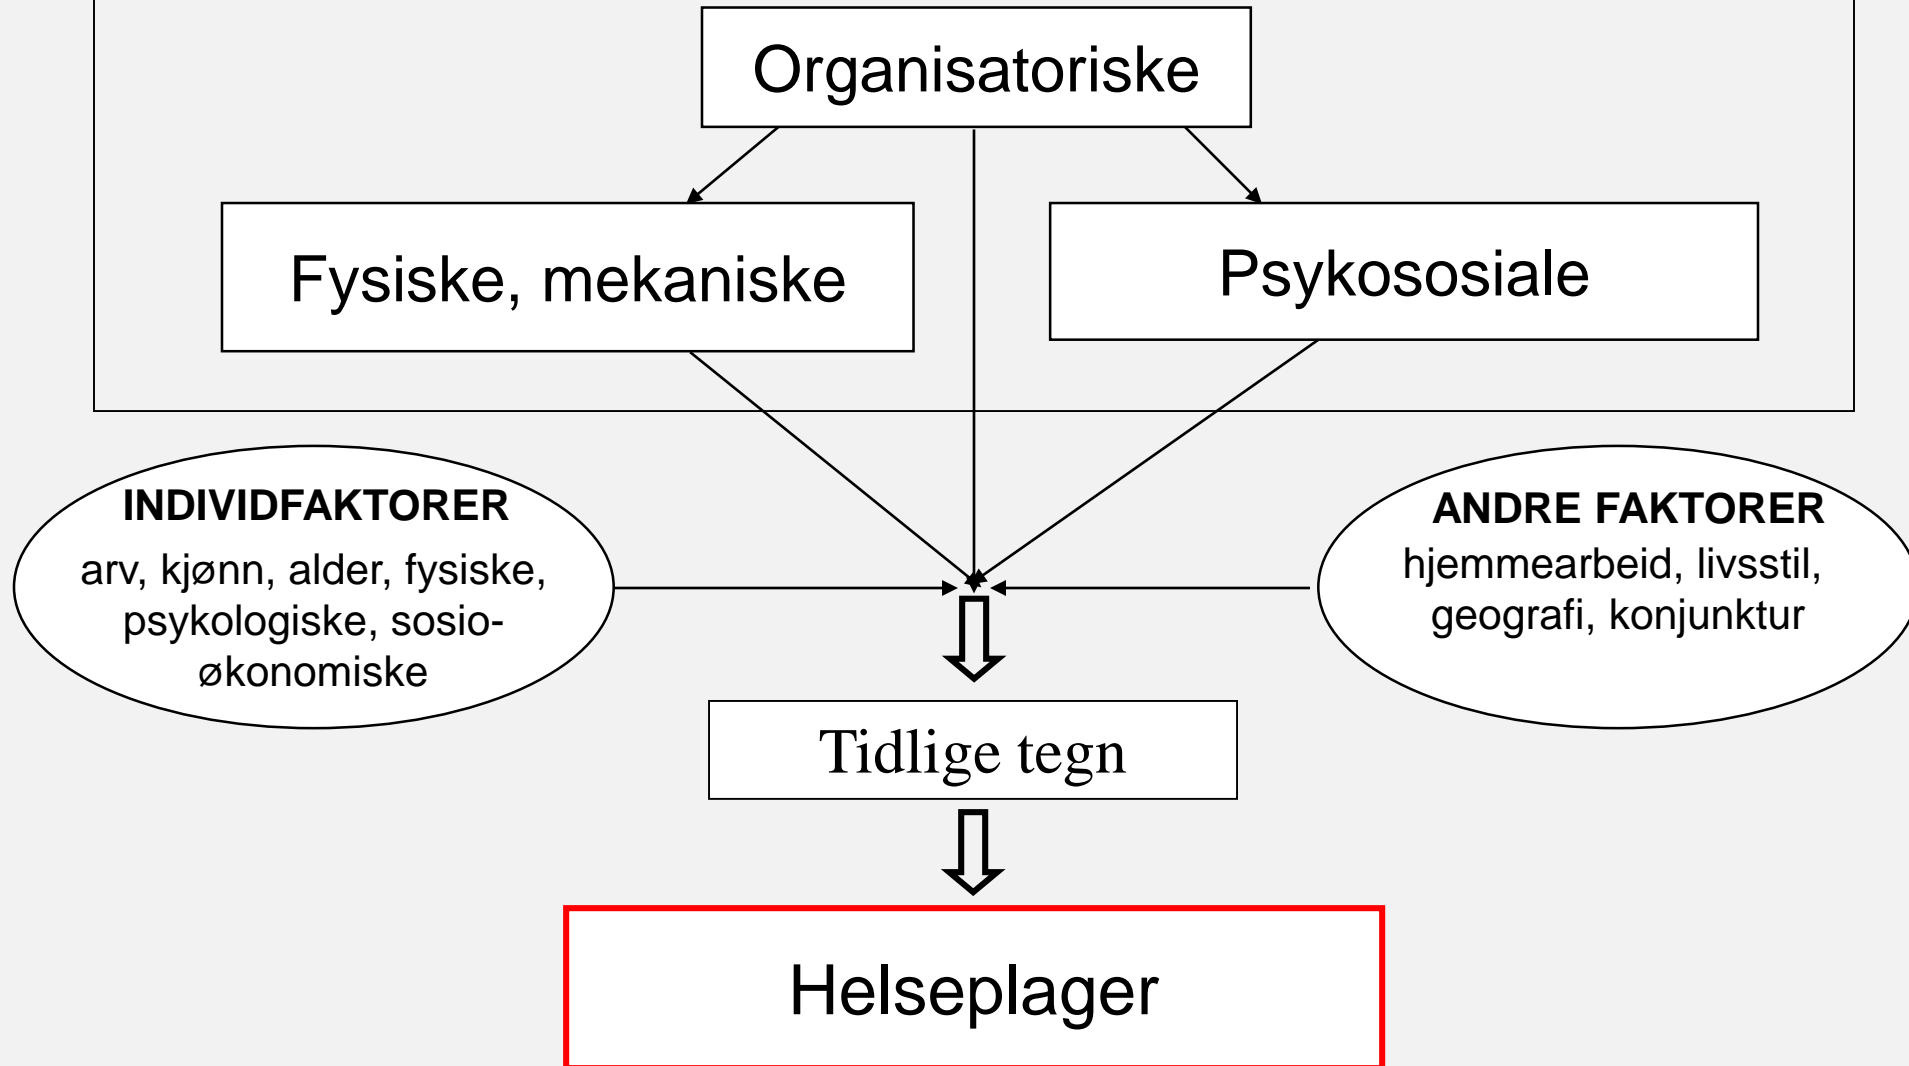 Organisatoriske
Fysiske, mekaniske
Psykososiale
INDIVIDFAKTORER
arv, kjønn, alder, fysiske,
psykologiske, sosio-
økonomiske
ANDRE FAKTORER
hjemmearbeid, livsstil,
geografi, konjunktur
Tidlige tegn
Helseplager